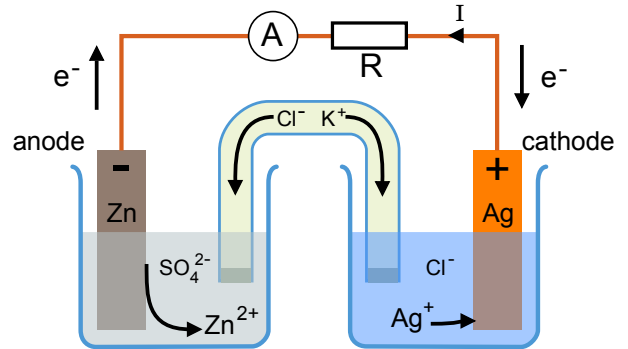 A
I
R
e⁻
e⁻
Cl⁻ K⁺
anode
cathode
-
+
Zn
Ag
SO₄²⁻
Cl⁻
Zn²⁺
Ag⁺